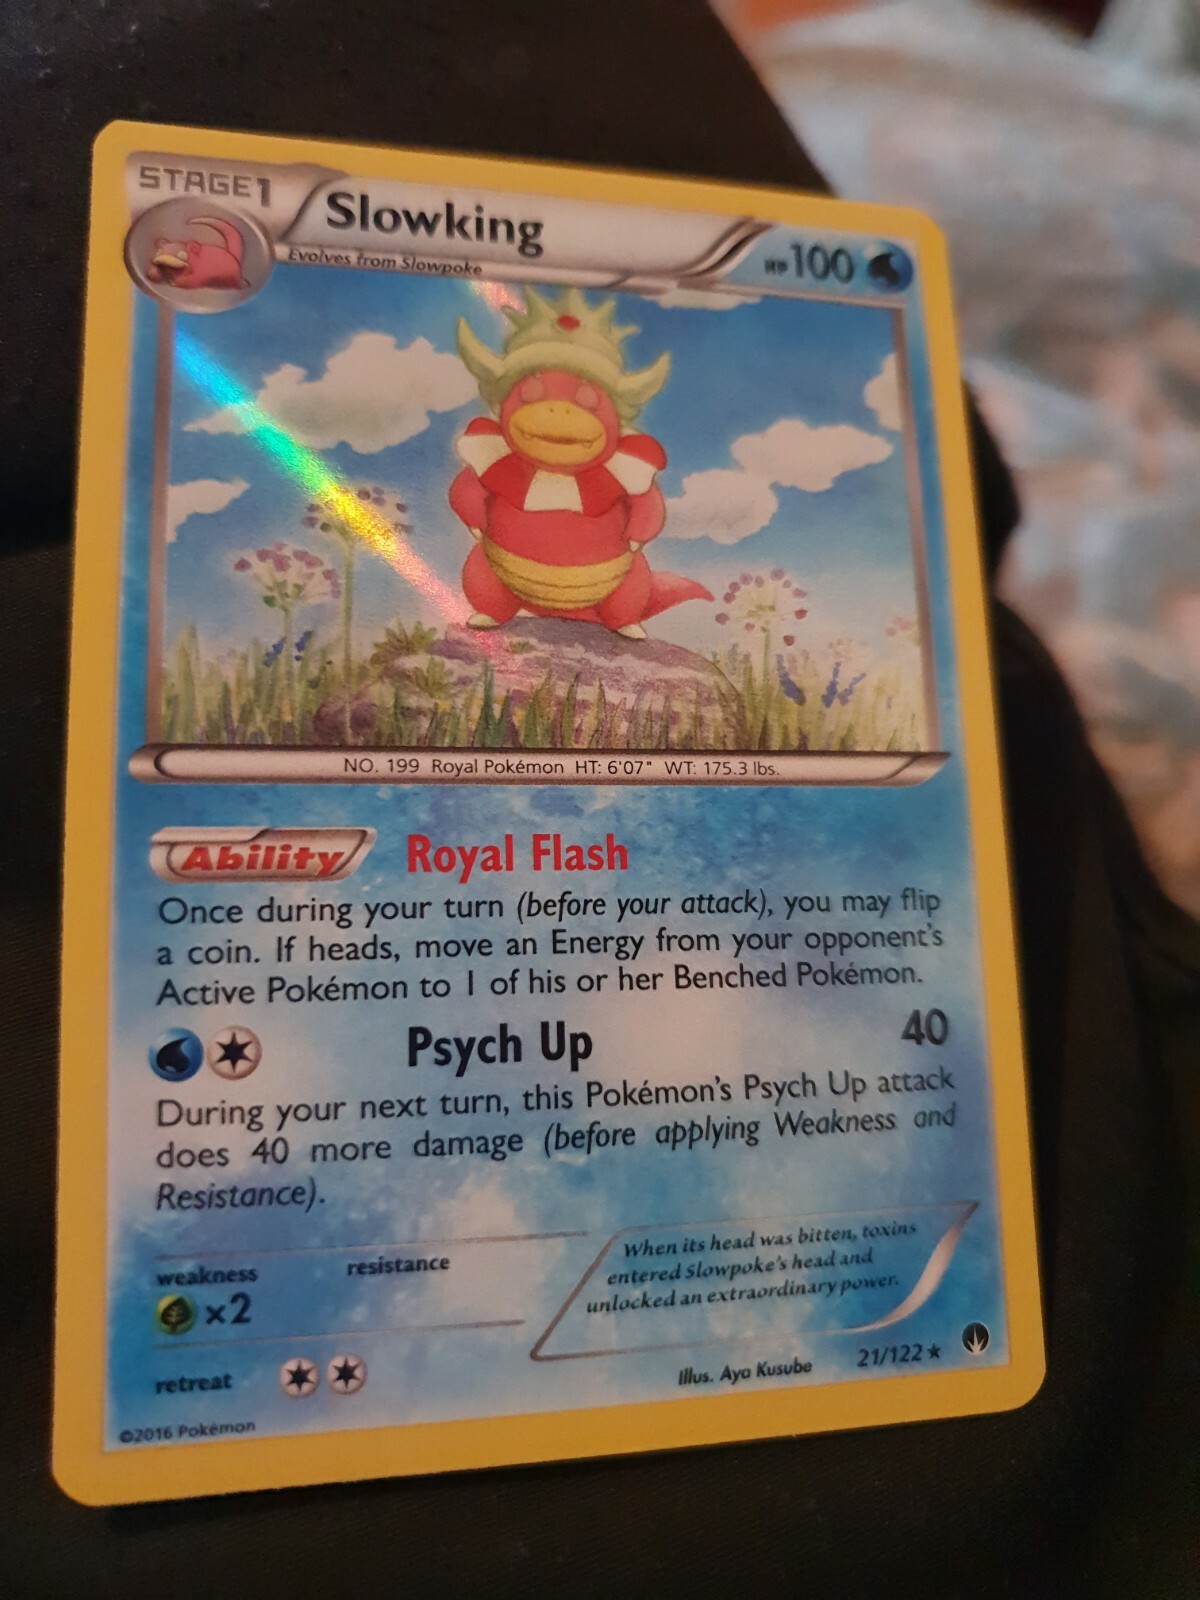 STAGE1
Slowking
HP100
Evolves from Slowpoke
NO. 199 Royal Pokémon HT: 6'07" WT: 175.3 lbs.
Ability Royal Flash
Once during your turn (before your attack), you may flip
a coin. If heads, move an Energy from your opponent's
Active Pokémon to 1 of his or her Benched Pokémon.
Psych Up 40
During your next turn, this Pokémon's Psych Up attack
does 40 more damage (before applying Weakness and
Resistance).
weakness resistance
×2
When its head was bitten, toxins
entered Slowpoke's head and
unlocked an extraordinary power.
retreat
Illus. Aya Kusube 21/122 ★
©2016 Pokémon